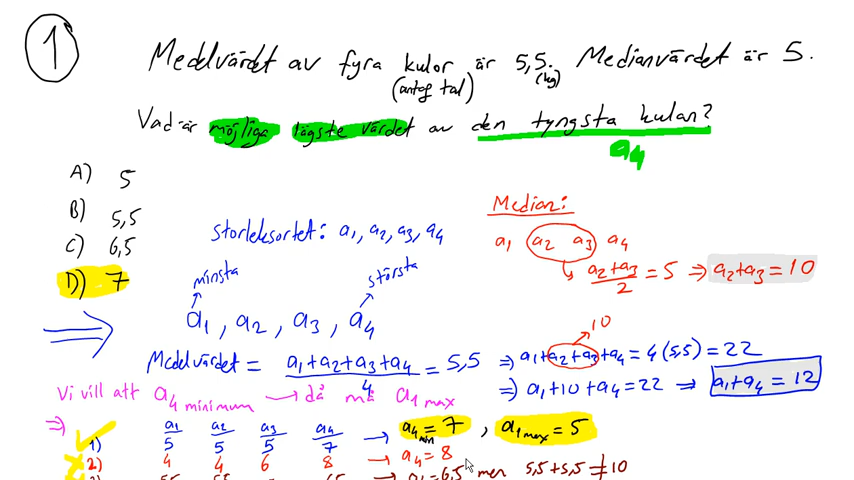 1
Medelvärdet av fyra kulor är 5,5. Medianvärdet är 5.
(antag tal) (kg)
Vad är möjliga lägste värdet av den tyngsta kulan?
a4
A) 5
B) 5,5
C) 6,5
D) 7
Storleksortet: a1, a2, a3, a4
minsta största
a1, a2, a3, a4
Median:
a1 a2 a3 a4
(a2+a3)/2 = 5 ⇒ a2+a3 = 10
Medelvärdet = (a1+a2+a3+a4)/4 = 5,5 ⇒ a1+a2+a3+a4 = 4(5,5) = 22
10
⇒ a1+10+a4 = 22 → a1+a4 = 12
Vi vill att a4 minimum → då må a1 max
⇒ a1 a2 a3 a4
1) 5 5 5 7 → a4 min = 7, a1 max = 5
2) 4 4 6 8 → a4 = 8
6,5 men 5,5+5,5 ≠ 10